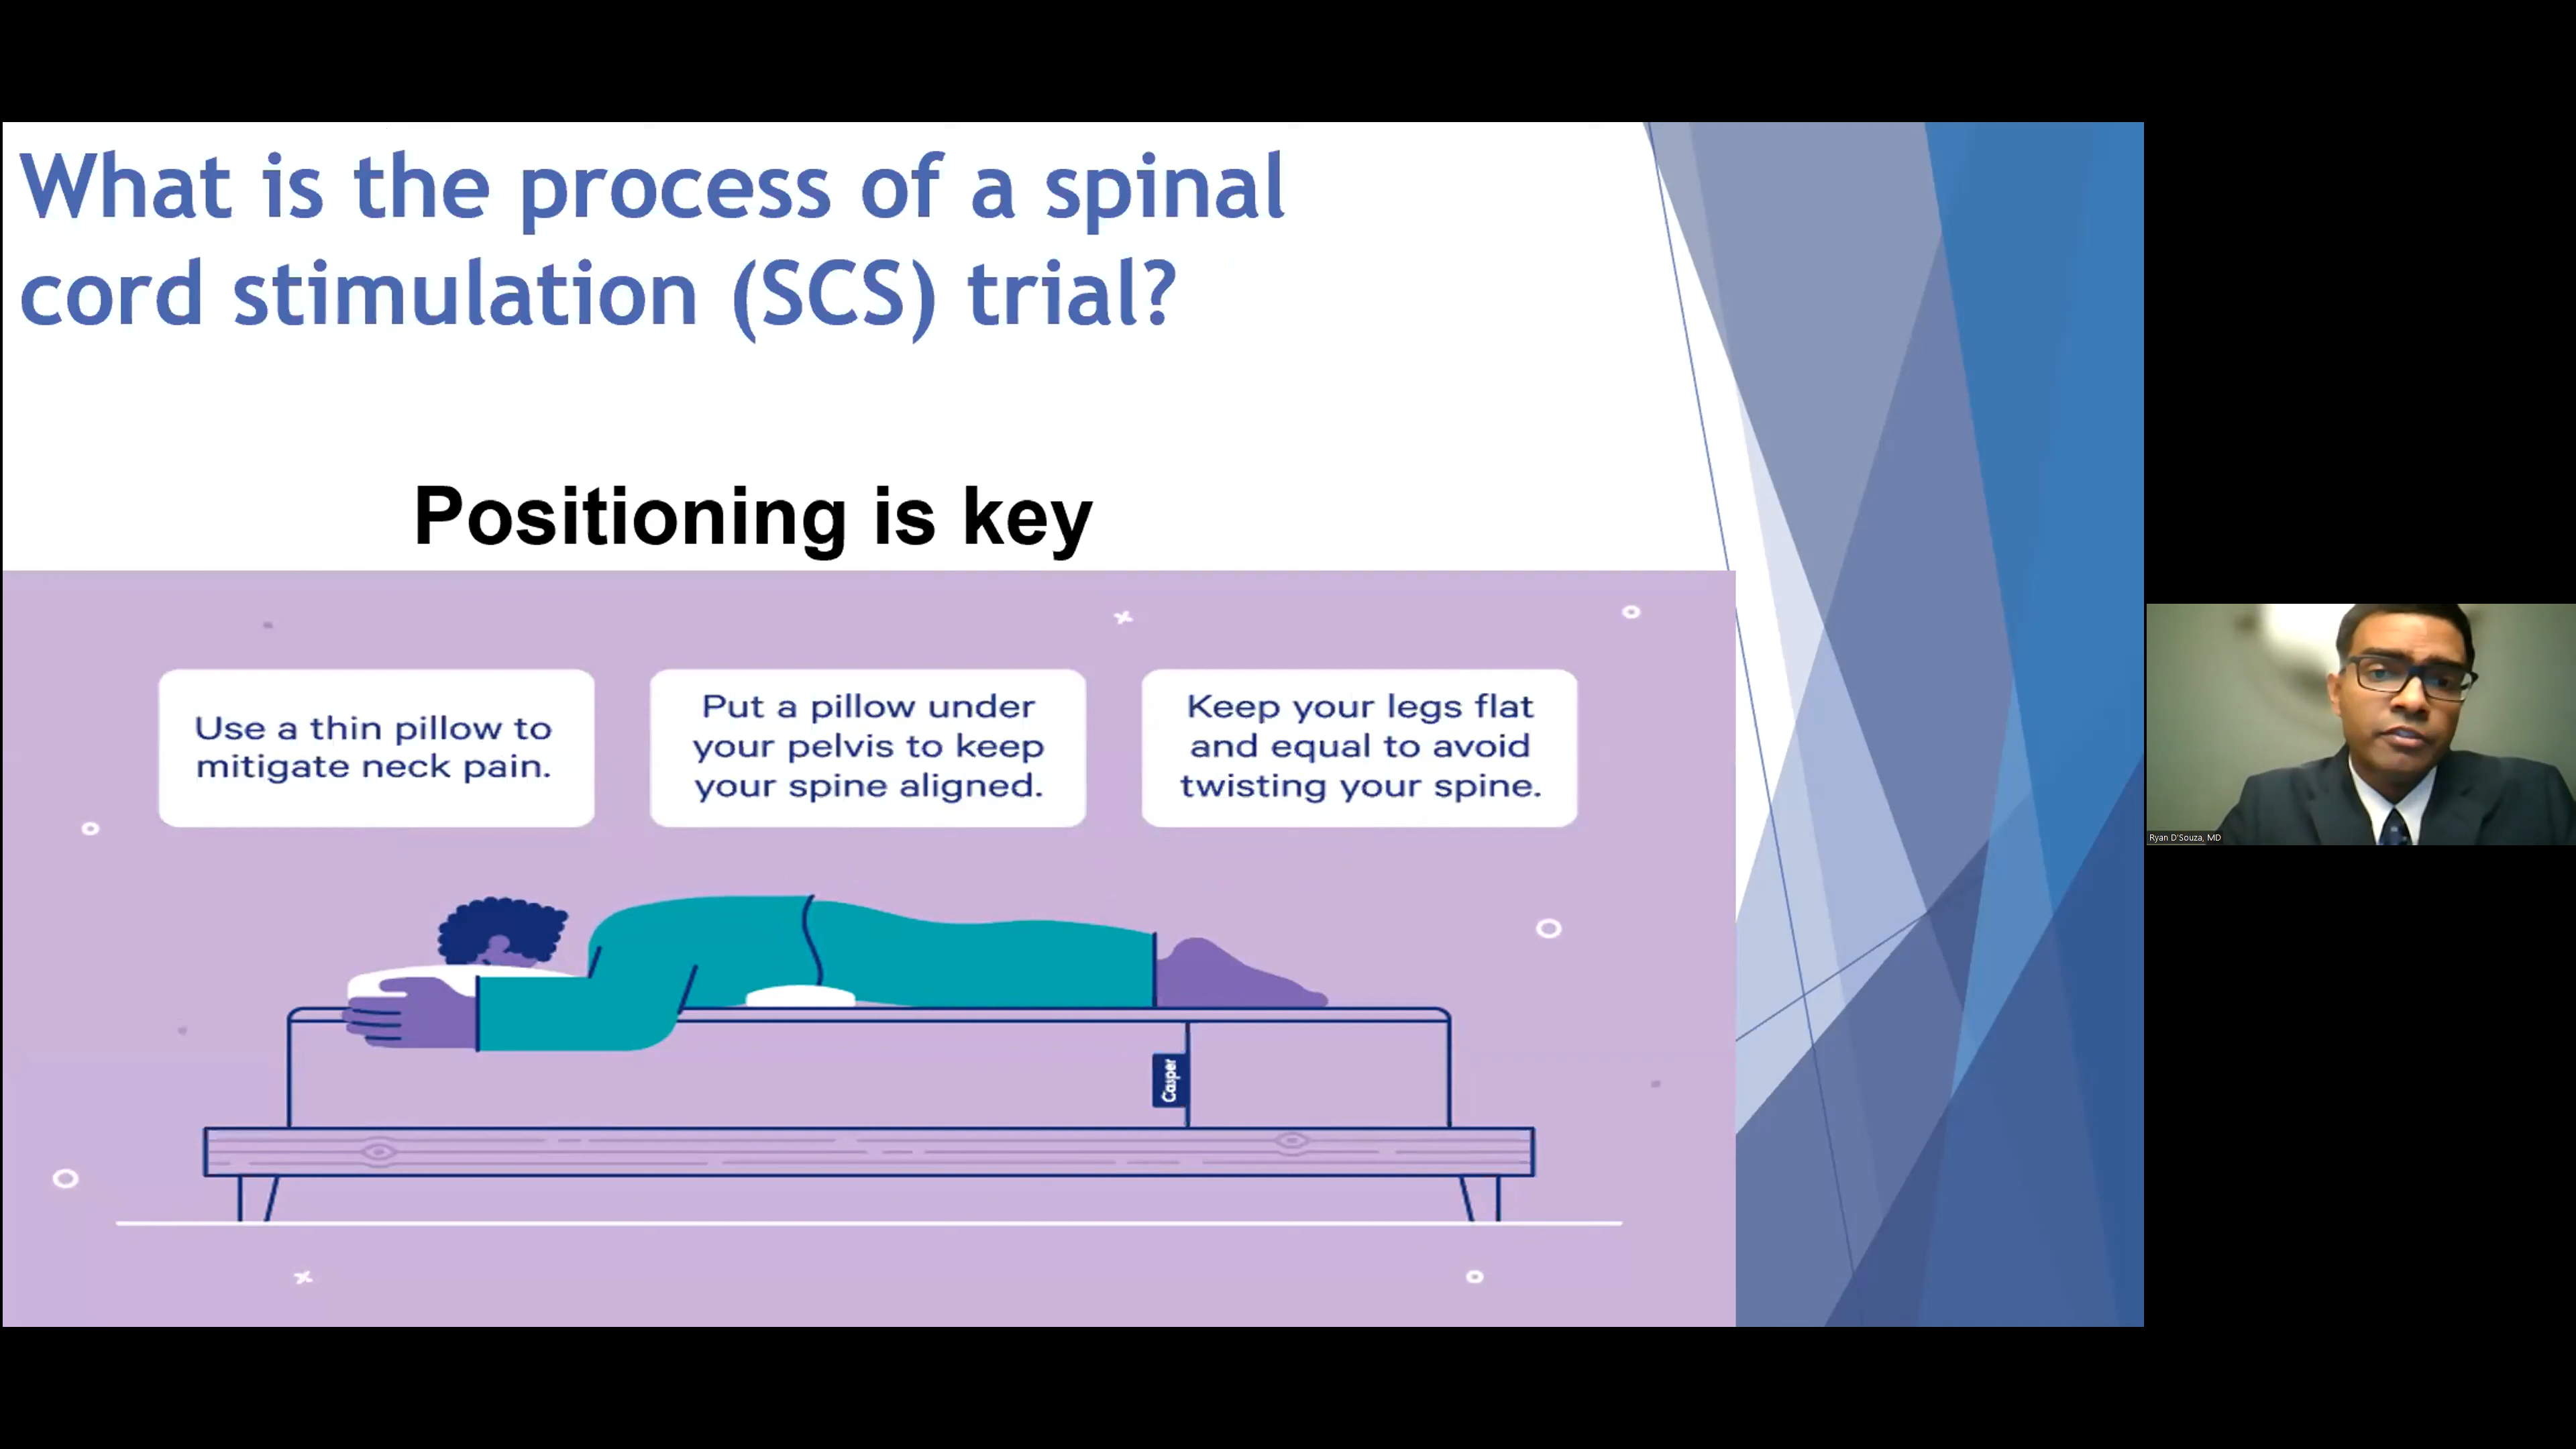 What is the process of a spinal
cord stimulation (SCS) trial?
Positioning is key
Use a thin pillow to
mitigate neck pain.
Put a pillow under
your pelvis to keep
your spine aligned.
Keep your legs flat
and equal to avoid
twisting your spine.
Casper
Ryan D'Souza, MD